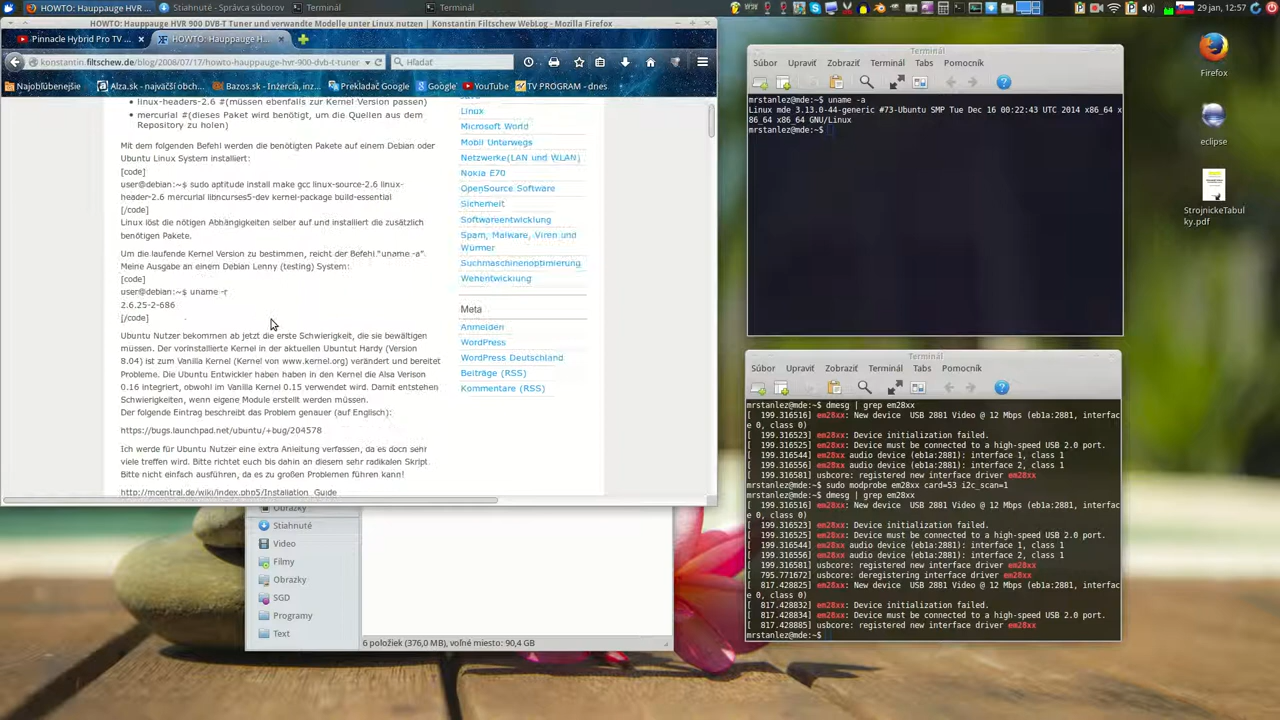 HOWTO: Hauppauge HVR ...
Stiahnuté - Správca súborov
Terminál
Terminál
29 jan, 12:57
HOWTO: Hauppauge HVR 900 DVB-T Tuner und verwandte Modelle unter Linux nutzen | Konstantin Filtschew WebLog - Mozilla Firefox
Pinnacle Hybrid Pro TV ...
HOWTO: Hauppauge H...
konstantin.filtschew.de/blog/2008/07/17/howto-hauppauge-hvr-900-dvb-t-tuner
Hľadať
Najobľúbenejšie
Alza.sk - najväčší obch...
Bazos.sk - Inzercia, inz...
Prekladač Google
Google
YouTube
TV PROGRAM - dnes
linux-headers-2.6 #(müssen ebenfalls zur Kernel Version passen)
mercurial #(dieses Paket wird benötigt, um die Quellen aus dem
Repository zu holen)
Mit dem folgenden Befehl werden die benötigten Pakete auf einem Debian oder
Ubuntu Linux System installiert:
[code]
user@debian:~$ sudo aptitude install make gcc linux-source-2.6 linux-
header-2.6 mercurial libncurses5-dev kernel-package build-essential
[/code]
Linux löst die nötigen Abhängigkeiten selber auf und installiert die zusätzlich
benötigen Pakete.
Um die laufende Kernel Version zu bestimmen, reicht der Befehl "uname -a".
Meine Ausgabe an einem Debian Lenny (testing) System:
[code]
user@debian:~$ uname -r
2.6.25-2-686
[/code]
Ubuntu Nutzer bekommen ab jetzt die erste Schwierigkeit, die sie bewältigen
müssen. Der vorinstallierte Kernel in der aktuellen Ubuntut Hardy (Version
8.04) ist zum Vanilla Kernel (Kernel von www.kernel.org) verändert und bereitet
Probleme. Die Ubuntu Entwickler haben haben in den Kernel die Alsa Verison
0.16 integriert, obwohl im Vanilla Kernel 0.15 verwendet wird. Damit entstehen
Schwierigkeiten, wenn eigene Module erstellt werden müssen.
Der folgende Eintrag beschreibt das Problem genauer (auf Englisch):
https://bugs.launchpad.net/ubuntu/+bug/204578
Ich werde für Ubuntu Nutzer eine extra Anleitung verfassen, da es doch sehr
viele treffen wird. Bitte richtet euch bis dahin an diesem sehr radikalen Skript.
Bitte nicht einfach ausführen, da es zu großen Problemen führen kann!
http://mcentral.de/wiki/index.php5/Installation_Guide
Linux
Microsoft World
Mobil Unterwegs
Netzwerke(LAN und WLAN)
Nokia E70
OpenSource Software
Sicherheit
Softwareentwicklung
Spam, Malware, Viren und
Würmer
Suchmaschinenoptimierung
Wehentwicklung
Meta
Anmelden
WordPress
WordPress Deutschland
Beiträge (RSS)
Kommentare (RSS)
Obrázky
Stiahnuté
Video
Filmy
Obrazky
SGD
Programy
Text
6 položiek (376,0 MB), voľné miesto: 90,4 GB
Terminál
Súbor Upraviť Zobraziť Terminál Tabs Pomocník
mrstanlez@mde:~$ uname -a
Linux mde 3.13.0-44-generic #73-Ubuntu SMP Tue Dec 16 00:22:43 UTC 2014 x86_64 x
86_64 x86_64 GNU/Linux
mrstanlez@mde:~$
Terminál
Súbor Upraviť Zobraziť Terminál Tabs Pomocník
mrstanlez@mde:~$ dmesg | grep em28xx
[  199.316516] em28xx: New device  USB 2881 Video @ 12 Mbps (eb1a:2881, interfac
e 0, class 0)
[  199.316523] em28xx: Device initialization failed.
[  199.316525] em28xx: Device must be connected to a high-speed USB 2.0 port.
[  199.316544] em28xx audio device (eb1a:2881): interface 1, class 1
[  199.316556] em28xx audio device (eb1a:2881): interface 2, class 1
[  199.316581] usbcore: registered new interface driver em28xx
mrstanlez@mde:~$ sudo modprobe em28xx card=53 i2c_scan=1
mrstanlez@mde:~$ dmesg | grep em28xx
[  199.316516] em28xx: New device  USB 2881 Video @ 12 Mbps (eb1a:2881, interfac
e 0, class 0)
[  199.316523] em28xx: Device initialization failed.
[  199.316525] em28xx: Device must be connected to a high-speed USB 2.0 port.
[  199.316544] em28xx audio device (eb1a:2881): interface 1, class 1
[  199.316556] em28xx audio device (eb1a:2881): interface 2, class 1
[  199.316581] usbcore: registered new interface driver em28xx
[  795.771672] usbcore: deregistering interface driver em28xx
[  817.428825] em28xx: New device  USB 2881 Video @ 12 Mbps (eb1a:2881, interfac
e 0, class 0)
[  817.428832] em28xx: Device initialization failed.
[  817.428834] em28xx: Device must be connected to a high-speed USB 2.0 port.
[  817.428885] usbcore: registered new interface driver em28xx
mrstanlez@mde:~$
Firefox
eclipse
StrojnickeTabul
ky.pdf